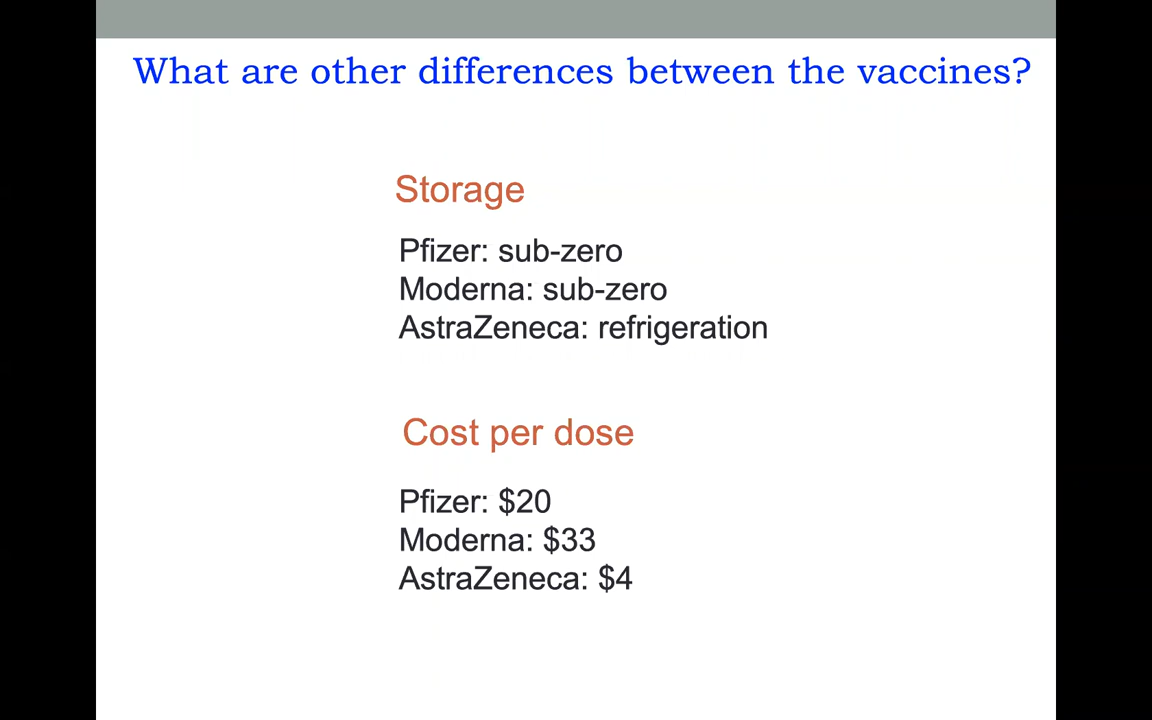 What are other differences between the vaccines?
Storage
Pfizer: sub-zero
Moderna: sub-zero
AstraZeneca: refrigeration
Cost per dose
Pfizer: $20
Moderna: $33
AstraZeneca: $4